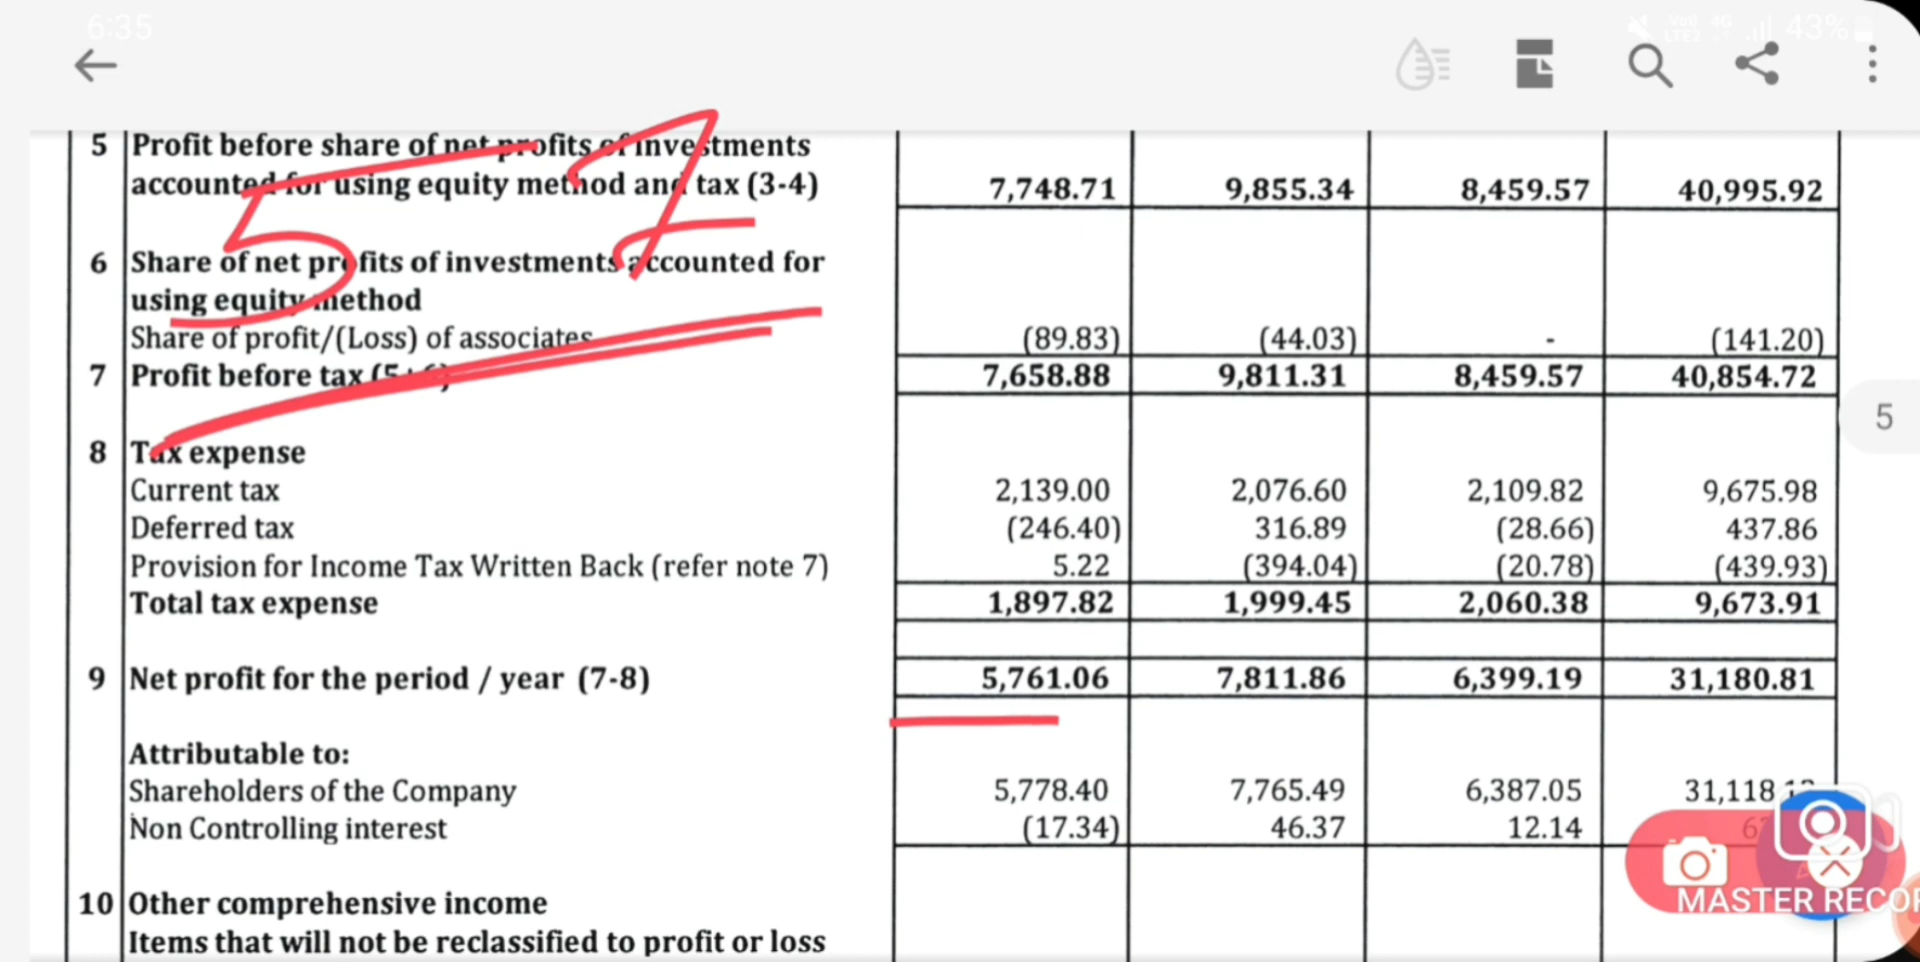 6:35
Vo)) 4G 43%
LTE2
5 Profit before share of net profits of investments
accounted for using equity method and tax (3-4) 7,748.71 9,855.34 8,459.57 40,995.92
57
6 Share of net profits of investments accounted for
using equity method
Share of profit/(Loss) of associates (89.83) (44.03) - (141.20)
7 Profit before tax (5+6) 7,658.88 9,811.31 8,459.57 40,854.72
5
8 Tax expense
Current tax 2,139.00 2,076.60 2,109.82 9,675.98
Deferred tax (246.40) 316.89 (28.66) 437.86
Provision for Income Tax Written Back (refer note 7) 5.22 (394.04) (20.78) (439.93)
Total tax expense 1,897.82 1,999.45 2,060.38 9,673.91
9 Net profit for the period / year (7-8) 5,761.06 7,811.86 6,399.19 31,180.81
Attributable to:
Shareholders of the Company 5,778.40 7,765.49 6,387.05
Non Controlling interest (17.34) 46.37 12.14
MASTER RECOR
10 Other comprehensive income
Items that will not be reclassified to profit or loss